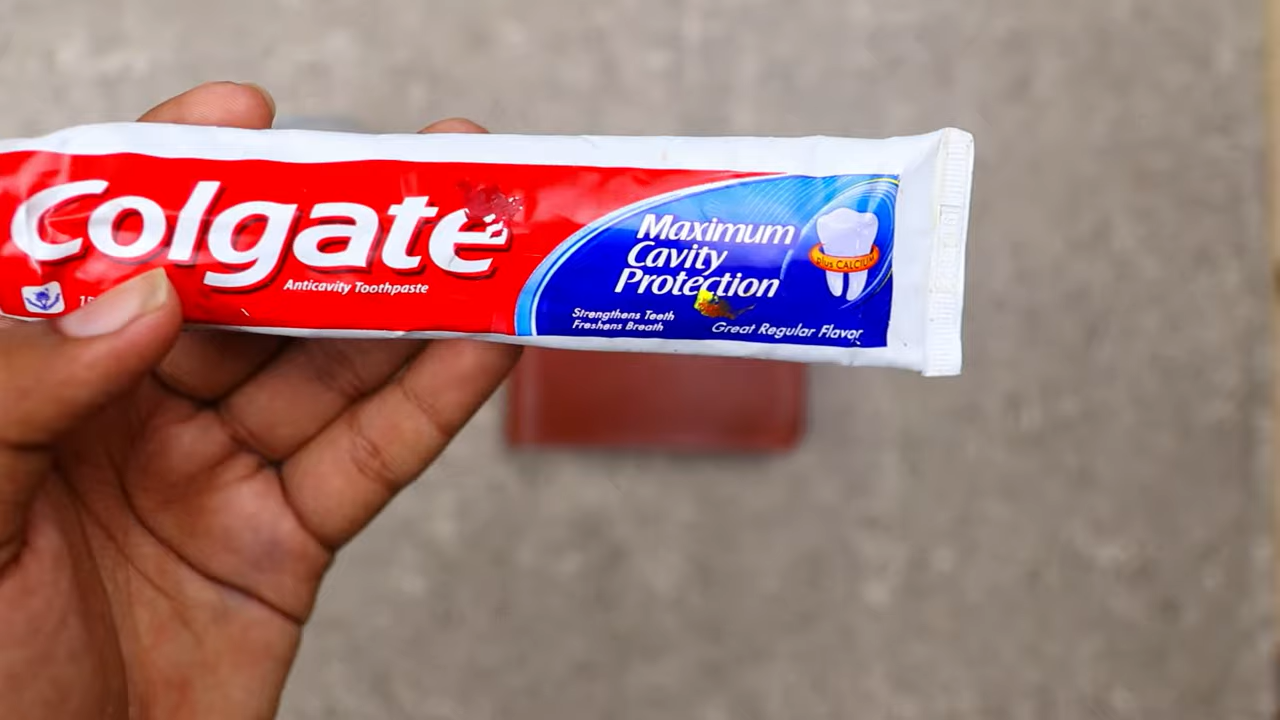 Colgate
Anticavity Toothpaste
Maximum
Cavity
Protection
plus CALCIUM
Strengthens Teeth
Freshens Breath
Great Regular Flavor